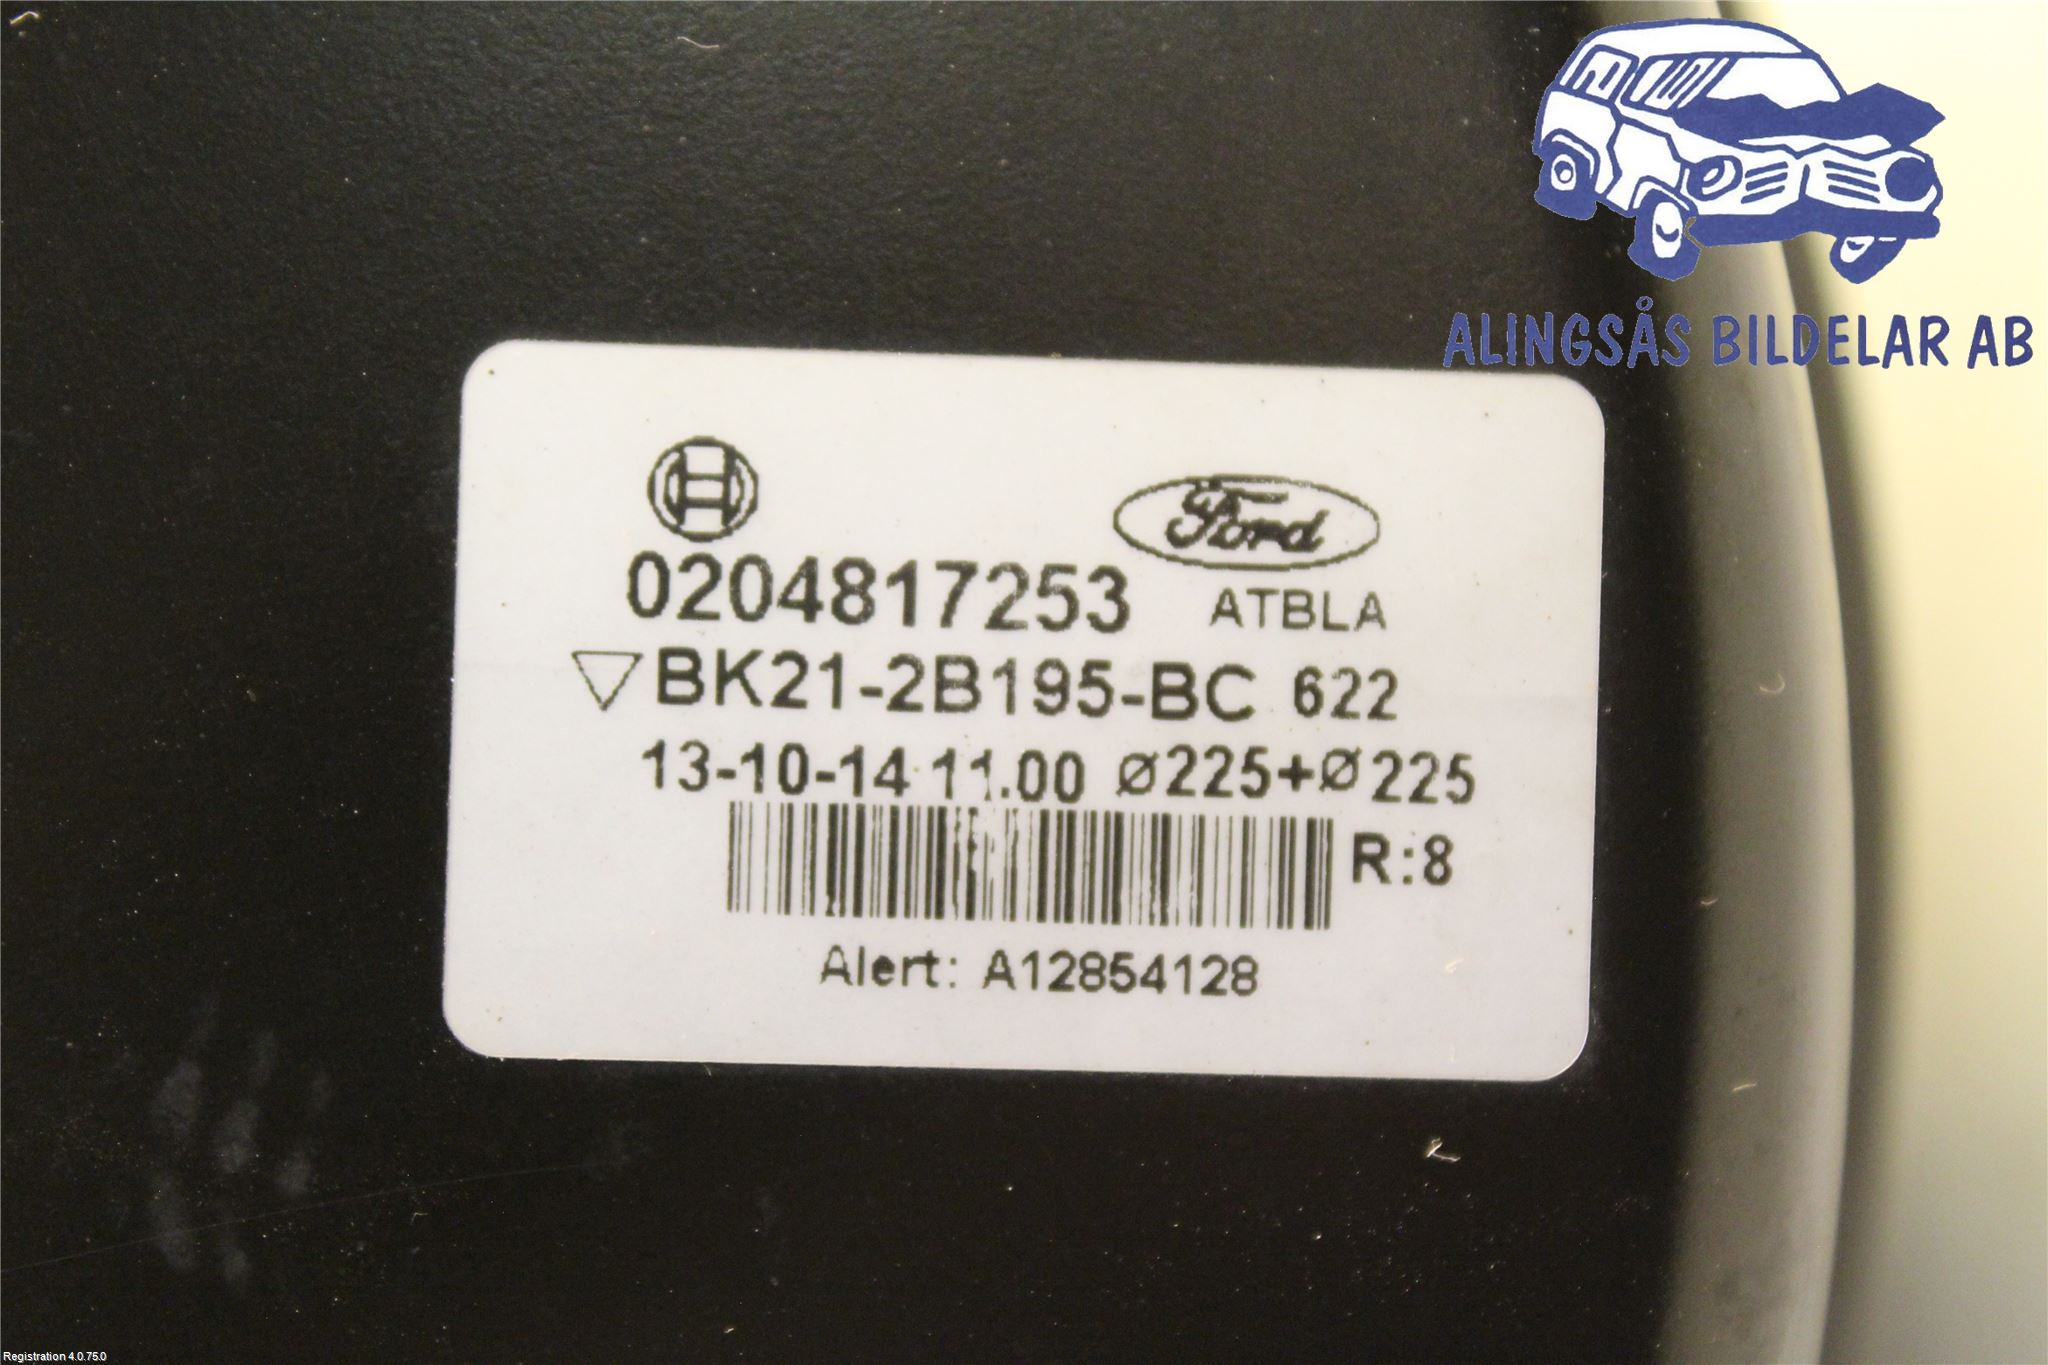 ALINGSÅS BILDELAR AB
Ford
0204817253
ATBLA
BK21-2B195-BC 622
13-10-14 11.00 ø225+ø225
R:8
Alert: A12854128
Registration 4.0.75.0